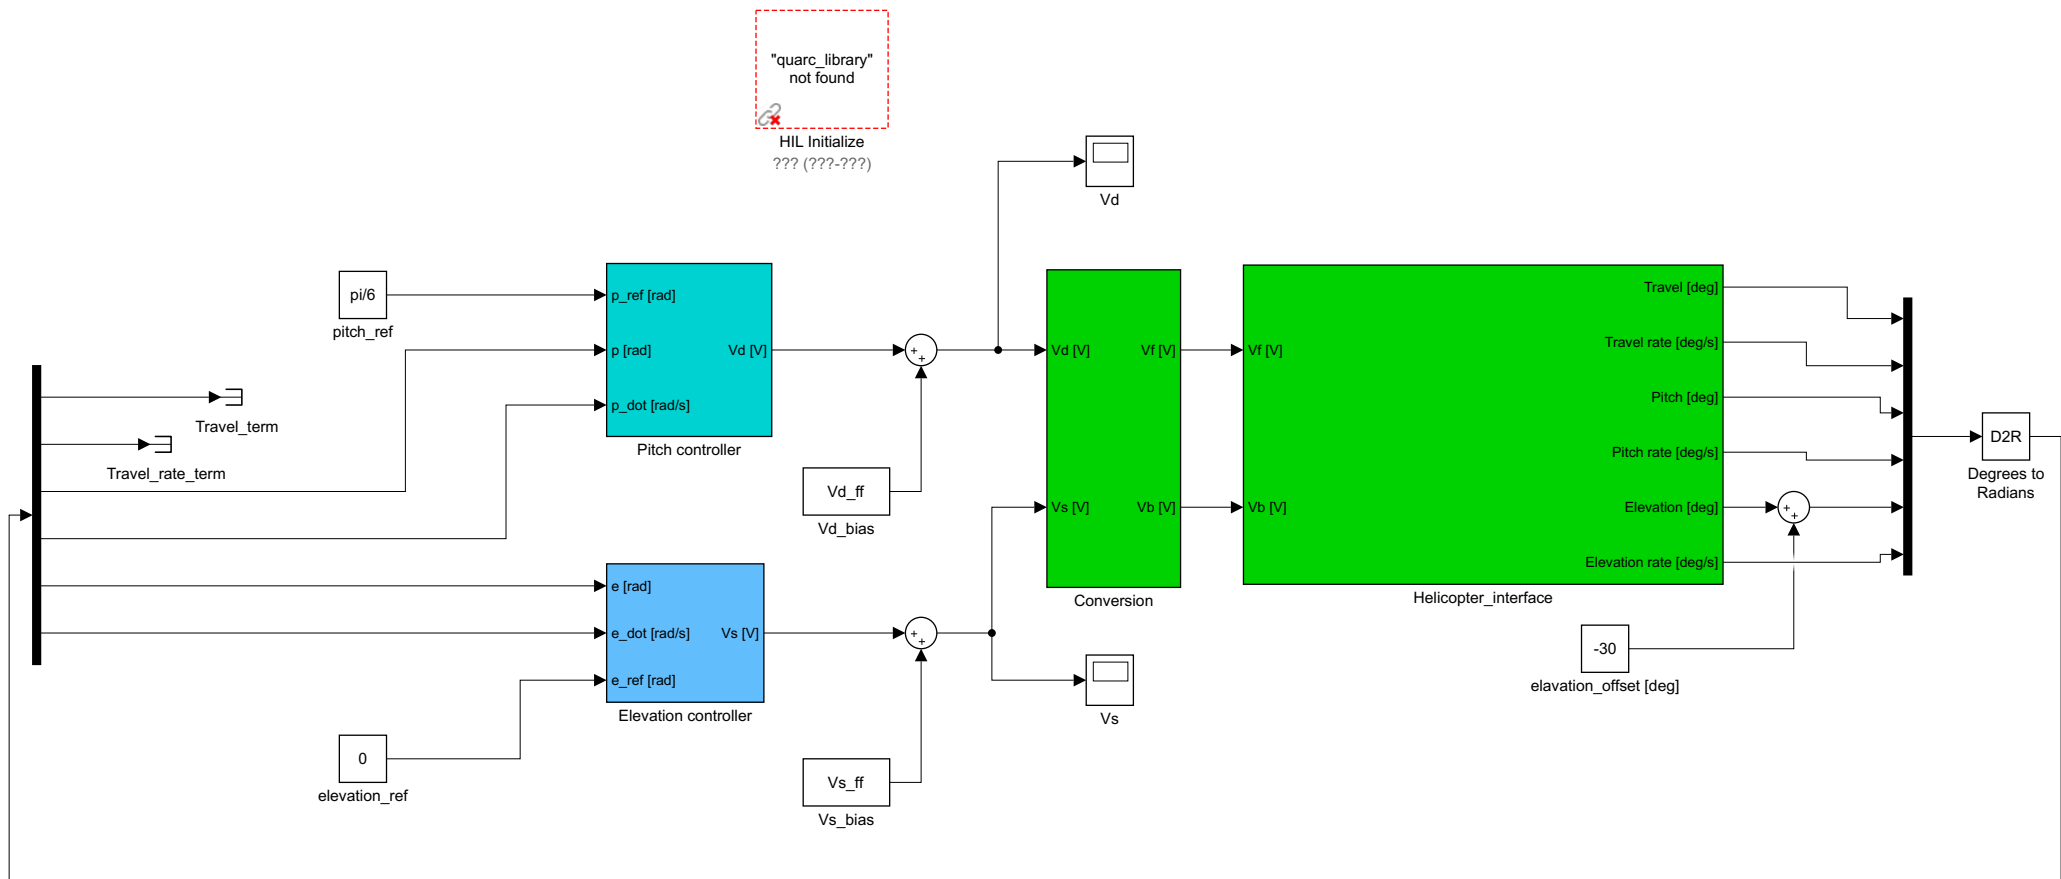 "quarc_library"
not found
HIL Initialize
??? (???-???)
Vd
pi/6
pitch_ref
p_ref [rad]
p [rad]
p_dot [rad/s]
Vd [V]
Pitch controller
+
+
Travel_term
Travel_rate_term
Vd_ff
Vd_bias
e [rad]
e_dot [rad/s]
e_ref [rad]
Vs [V]
Elevation controller
+
+
0
elevation_ref
Vs_ff
Vs_bias
Vs
Vd [V]
Vs [V]
Vf [V]
Vb [V]
Conversion
Vf [V]
Vb [V]
Travel [deg]
Travel rate [deg/s]
Pitch [deg]
Pitch rate [deg/s]
Elevation [deg]
Elevation rate [deg/s]
Helicopter_interface
+
+
-30
elavation_offset [deg]
D2R
Degrees to
Radians